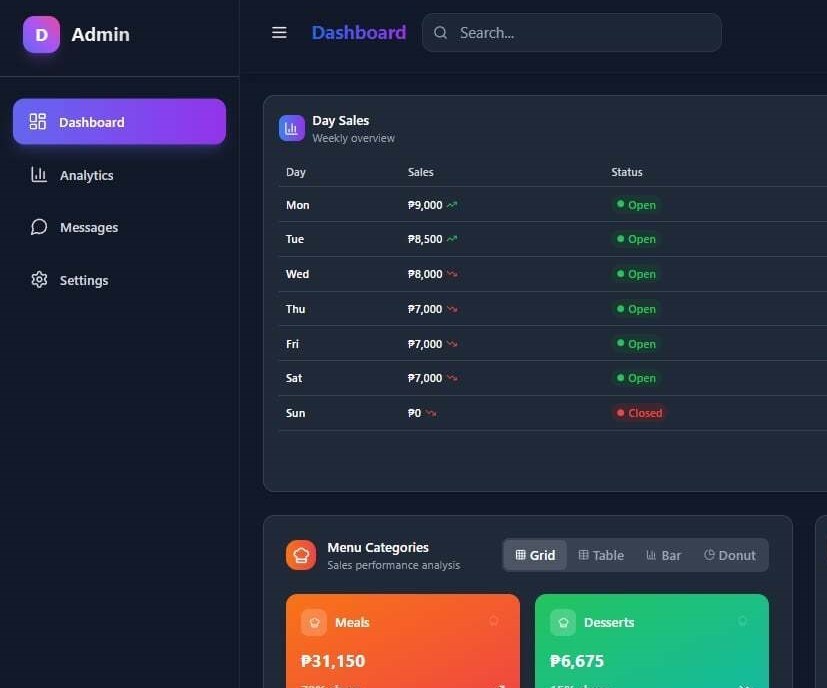 D Admin
Dashboard
Search...
Dashboard
Analytics
Messages
Settings
Day Sales
Weekly overview
Day Sales Status
Mon ₱9,000 Open
Tue ₱8,500 Open
Wed ₱8,000 Open
Thu ₱7,000 Open
Fri ₱7,000 Open
Sat ₱7,000 Open
Sun ₱0 Closed
Menu Categories
Sales performance analysis
Grid Table Bar Donut
Meals
₱31,150
Desserts
₱6,675